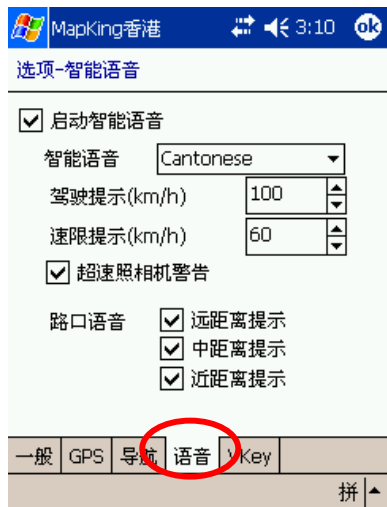 MapKing香港 3:10 ok
选项-智能语音
启动智能语音
智能语音 Cantonese
驾驶提示(km/h) 100
速限提示(km/h) 60
超速照相机警告
路口语音 远距离提示
中距离提示
近距离提示
一般 GPS 导航 语音 VKey
拼